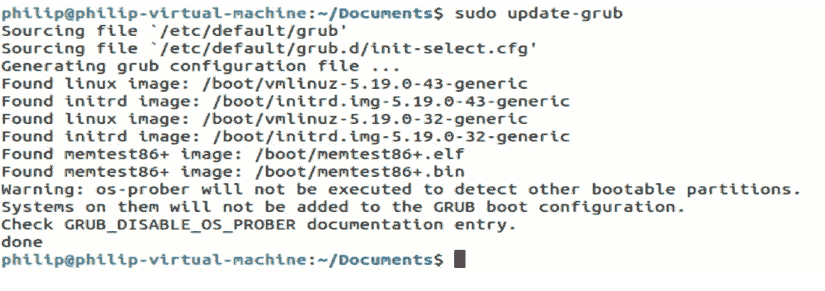 philip@philip-virtual-machine:~/Documents$ sudo update-grub
Sourcing file `/etc/default/grub'
Sourcing file `/etc/default/grub.d/init-select.cfg'
Generating grub configuration file ...
Found linux image: /boot/vmlinuz-5.19.0-43-generic
Found initrd image: /boot/initrd.img-5.19.0-43-generic
Found linux image: /boot/vmlinuz-5.19.0-32-generic
Found initrd image: /boot/initrd.img-5.19.0-32-generic
Found memtest86+ image: /boot/memtest86+.elf
Found memtest86+ image: /boot/memtest86+.bin
Warning: os-prober will not be executed to detect other bootable partitions.
Systems on them will not be added to the GRUB boot configuration.
Check GRUB_DISABLE_OS_PROBER documentation entry.
done
philip@philip-virtual-machine:~/Documents$